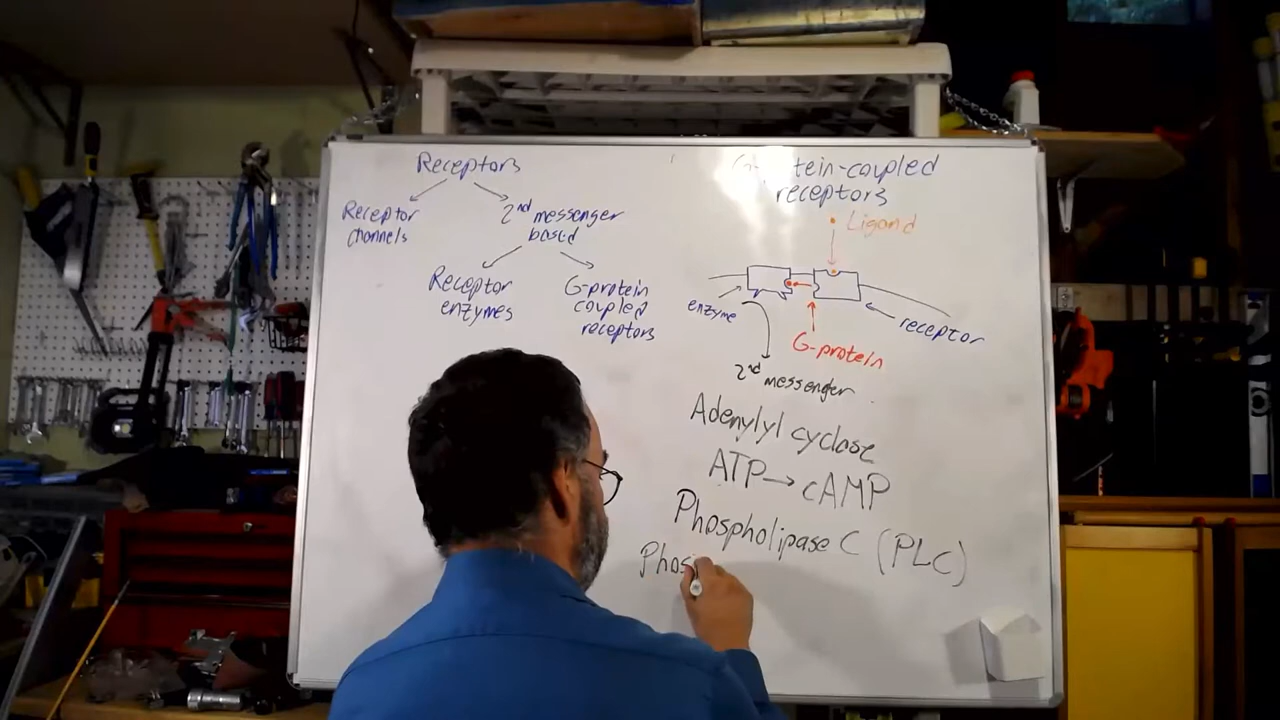 Receptors
Receptor
channels
2nd messenger
based
Receptor
enzymes
G-protein
coupled
receptors
tein-coupled
receptors
Ligand
enzyme
receptor
G-protein
2nd messenger
Adenylyl cyclase
ATP → cAMP
Phospholipase C (PLC)
Phos